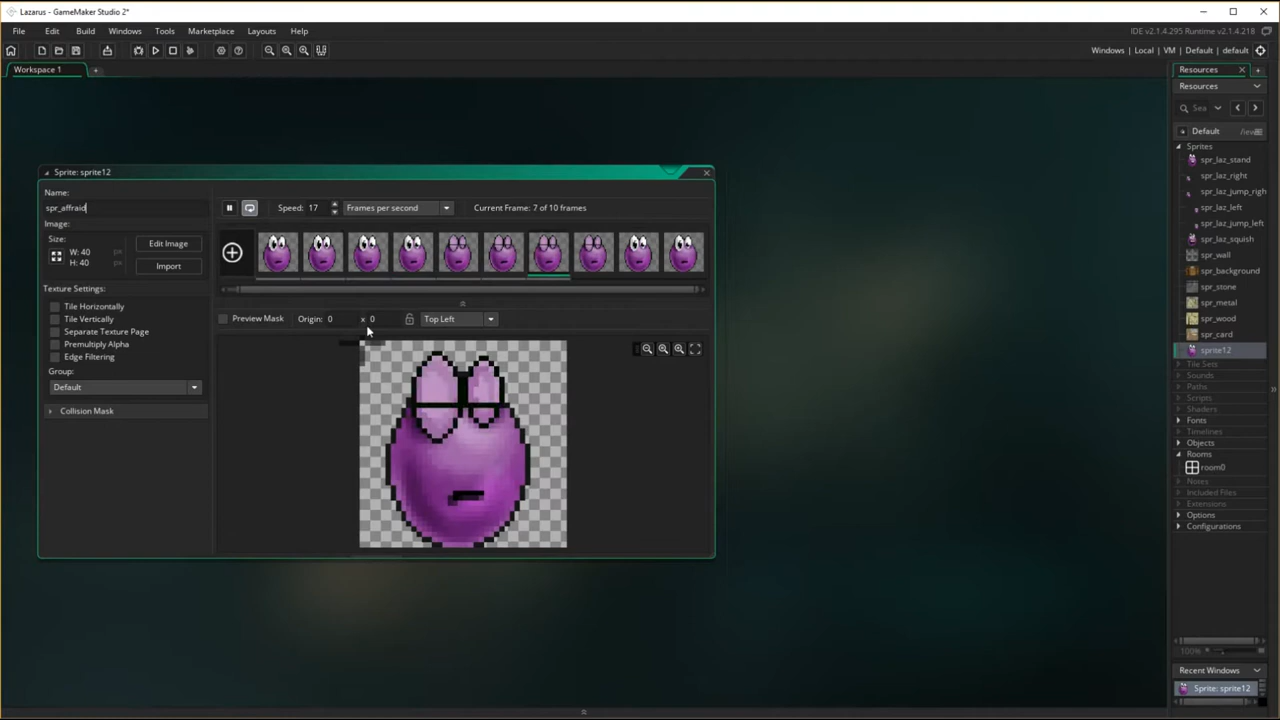 Lazarus - GameMaker Studio 2*
File Edit Build Windows Tools Marketplace Layouts Help
IDE v2.1.4.295 Runtime v2.1.4.218
Windows | Local | VM | Default | default
Workspace 1
Resources
Resources
Sea
Default
Sprites
spr_laz_stand
spr_laz_right
spr_laz_jump_righ
spr_laz_left
spr_laz_jump_left
spr_laz_squish
spr_wall
spr_background
spr_stone
spr_metal
spr_wood
spr_card
sprite12
Tile Sets
Sounds
Paths
Scripts
Shaders
Fonts
Timelines
Objects
Rooms
room0
Notes
Included Files
Extensions
Options
Configurations
100%
Recent Windows
Sprite: sprite12
Sprite: sprite12
Name:
spr_affraid
Image:
Size:
W: 40 px
H: 40 px
Edit Image
Import
Texture Settings:
Tile Horizontally
Tile Vertically
Separate Texture Page
Premultiply Alpha
Edge Filtering
Group:
Default
Collision Mask
Speed: 17 Frames per second Current Frame: 7 of 10 frames
Preview Mask Origin: 0 x 0 Top Left